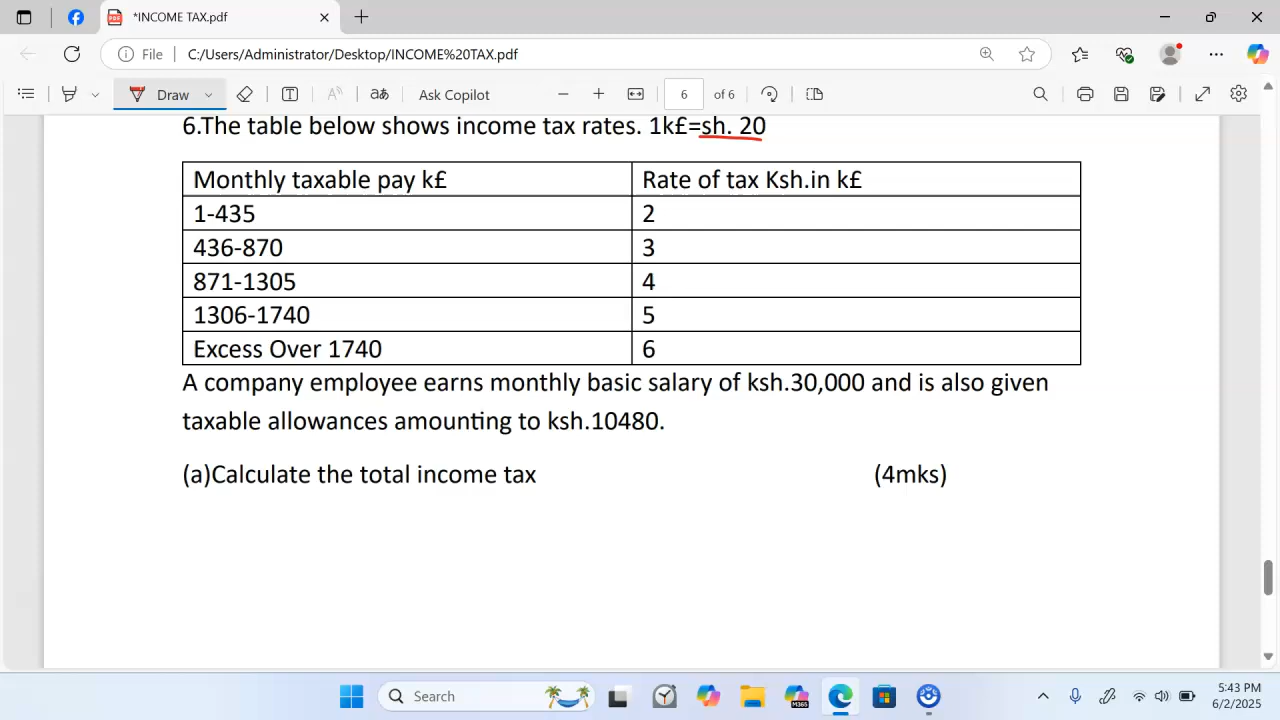 *INCOME TAX.pdf
File C:/Users/Administrator/Desktop/INCOME%20TAX.pdf
Draw Ask Copilot 6 of 6
6.The table below shows income tax rates. 1k£=sh. 20
Monthly taxable pay k£ Rate of tax Ksh.in k£
1-435 2
436-870 3
871-1305 4
1306-1740 5
Excess Over 1740 6
A company employee earns monthly basic salary of ksh.30,000 and is also given
taxable allowances amounting to ksh.10480.
(a)Calculate the total income tax (4mks)
Search 5:43 PM
6/2/2025